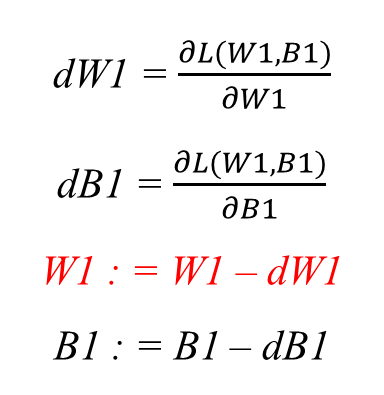 dW1 = ∂L(W1,B1)/∂W1
dB1 = ∂L(W1,B1)/∂B1
W1 := W1 – dW1
B1 := B1 – dB1